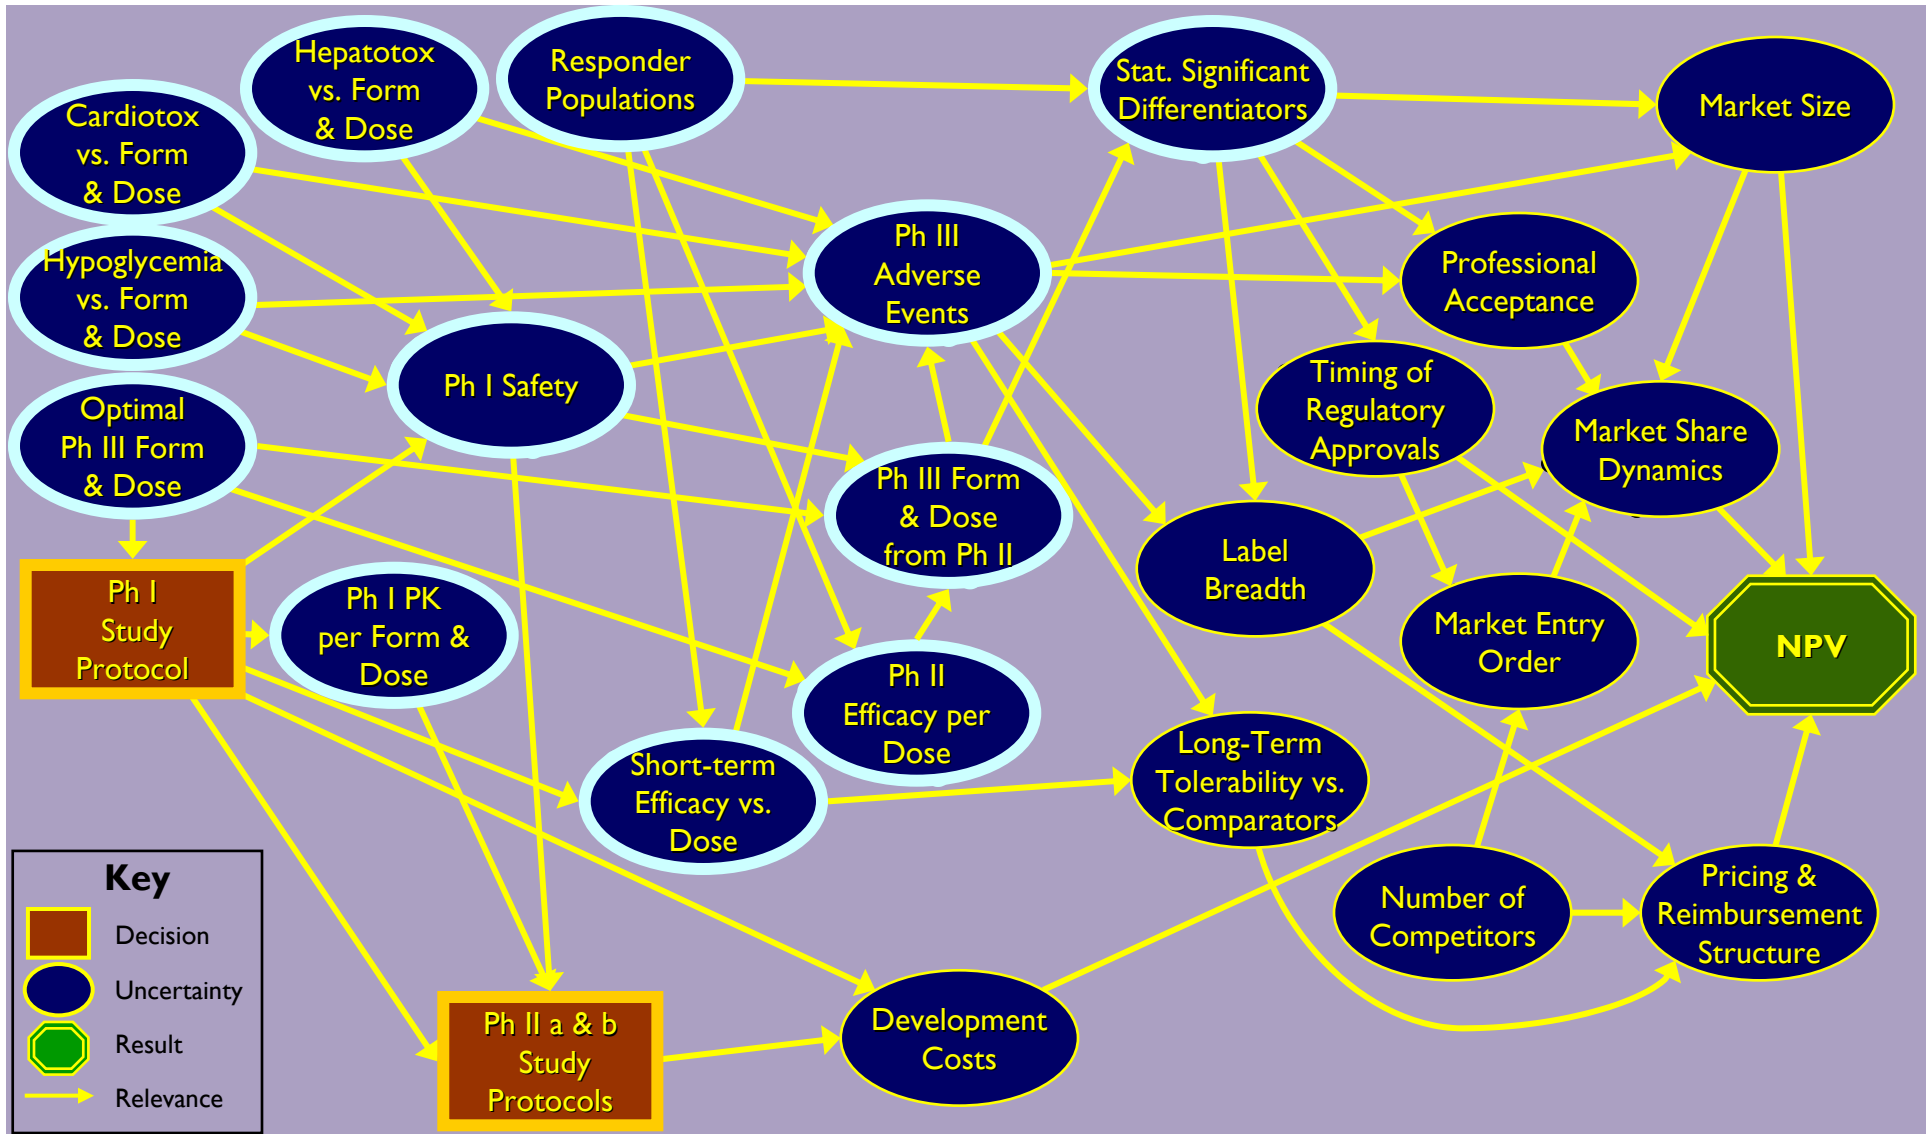 Hepatotox
vs. Form
& Dose
Responder
Populations
Stat. Significant
Differentiators
Market Size
Cardiotox
vs. Form
& Dose
Ph III
Adverse
Events
Professional
Acceptance
Hypoglycemia
vs. Form
& Dose
Ph I Safety
Timing of
Regulatory
Approvals
Market Share
Dynamics
Optimal
Ph III Form
& Dose
Ph III Form
& Dose
from Ph II
Label
Breadth
Ph I
Study
Protocol
Ph I PK
per Form &
Dose
Market Entry
Order
NPV
Ph II
Efficacy per
Dose
Short-term
Efficacy vs.
Dose
Long-Term
Tolerability vs.
Comparators
Number of
Competitors
Pricing &
Reimbursement
Structure
Ph II a & b
Study
Protocols
Development
Costs
Key
Decision
Uncertainty
Result
Relevance